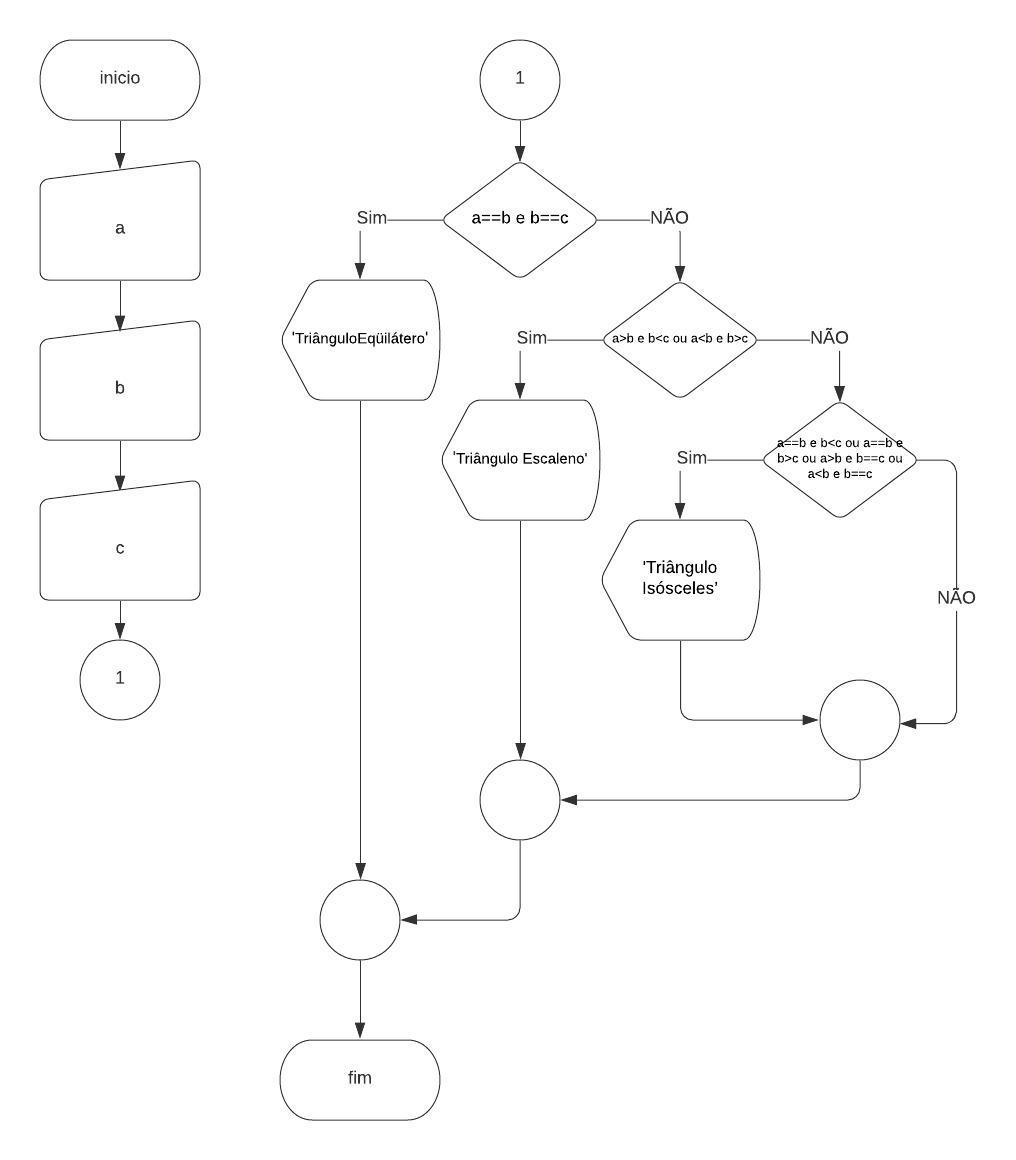 inicio
a
b
c
1
1
a==b e b==c
Sim
NÃO
'TriânguloEqüilátero'
a>b e b<c ou a<b e b>c
Sim
NÃO
'Triângulo Escaleno'
a==b e b<c ou a==b e
b>c ou a>b e b==c ou
a<b e b==c
Sim
NÃO
'Triângulo
Isósceles'
fim